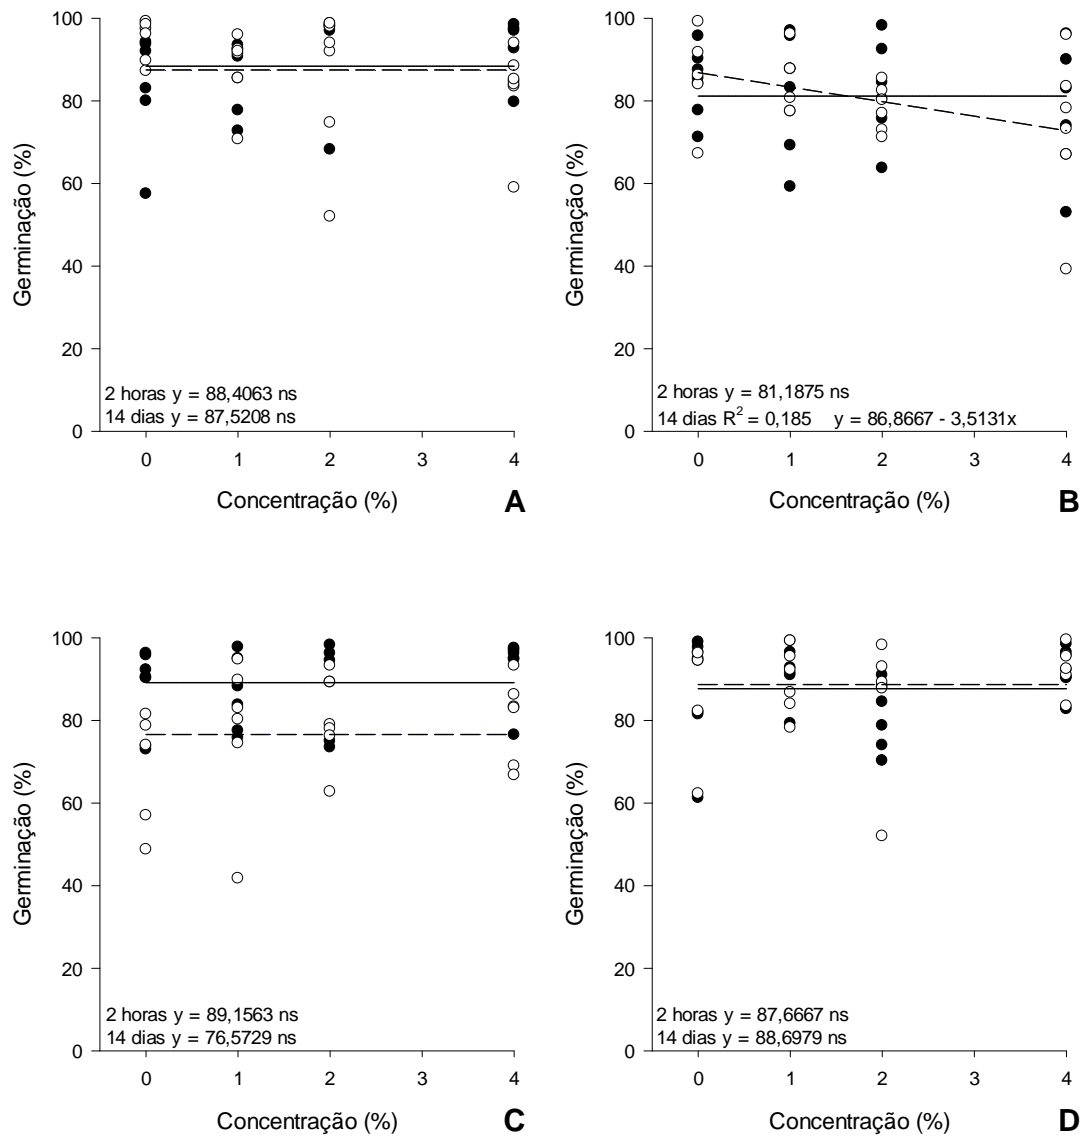 100
80
60
40
20
0
Germinação (%)
2 horas y = 88,4063 ns
14 dias y = 87,5208 ns
0 1 2 3 4
Concentração (%)
A
100
80
60
40
20
0
Germinação (%)
2 horas y = 81,1875 ns
14 dias R² = 0,185 y = 86,8667 - 3,5131x
0 1 2 3 4
Concentração (%)
B
100
80
60
40
20
0
Germinação (%)
2 horas y = 89,1563 ns
14 dias y = 76,5729 ns
0 1 2 3 4
Concentração (%)
C
100
80
60
40
20
0
Germinação (%)
2 horas y = 87,6667 ns
14 dias y = 88,6979 ns
0 1 2 3 4
Concentração (%)
D